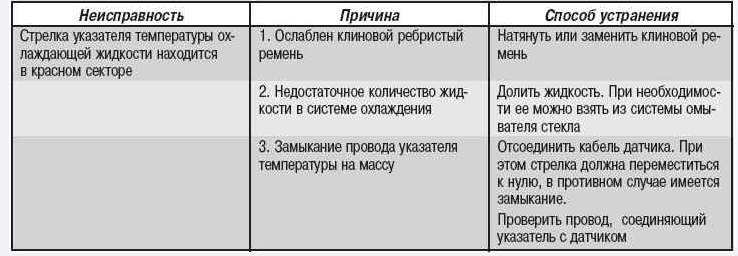 Неисправность
Причина
Способ устранения
Стрелка указателя температуры ох-
лаждающей жидкости находится
в красном секторе
1. Ослаблен клиновой ребристый
ремень
Натянуть или заменить клиновой ре-
мень
2. Недостаточное количество жид-
кости в системе охлаждения
Долить жидкость. При необходимос-
ти ее можно взять из системы омы-
вателя стекла
3. Замыкание провода указателя
температуры на массу
Отсоединить кабель датчика. При
этом стрелка должна переместиться
к нулю, в противном случае имеется
замыкание.
Проверить провод, соединяющий
указатель с датчиком